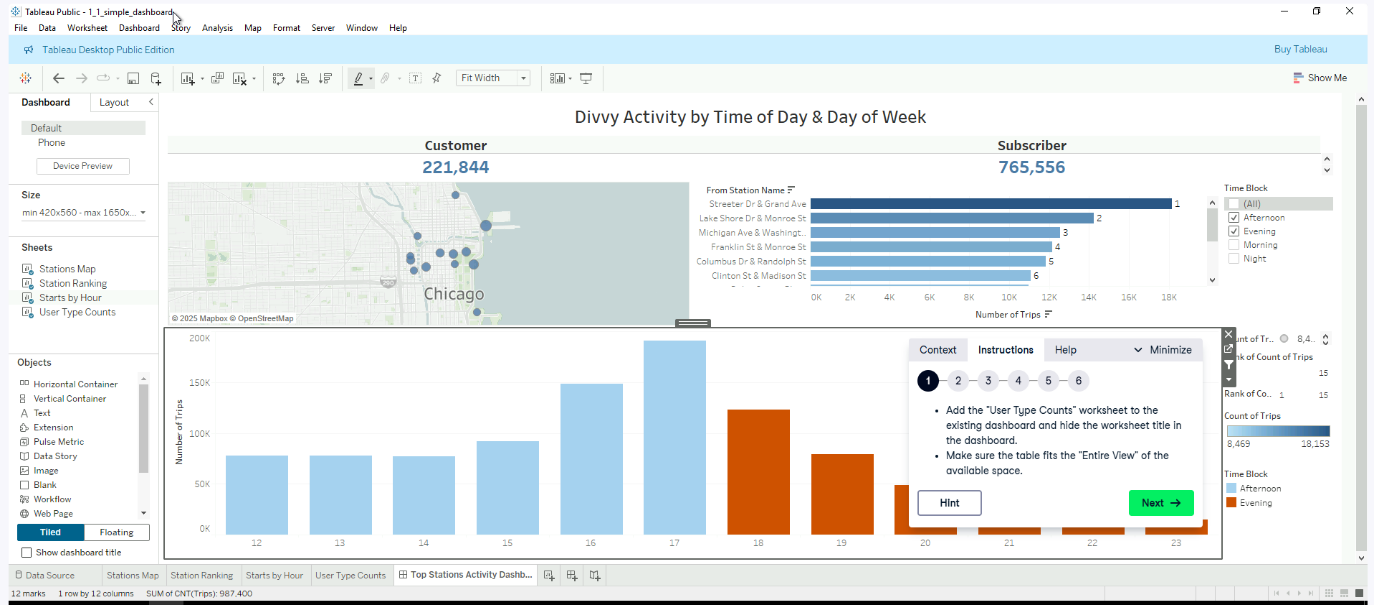 Tableau Public - 1_1_simple_dashboard
File Data Worksheet Dashboard Story Analysis Map Format Server Window Help
Tableau Desktop Public Edition
Buy Tableau
Fit Width
Show Me
Dashboard Layout
Default
Phone
Device Preview
Size
min 420x560 - max 1650x...
Sheets
Stations Map
Station Ranking
Starts by Hour
User Type Counts
Objects
Horizontal Container
Vertical Container
Text
Extension
Pulse Metric
Data Story
Image
Blank
Workflow
Web Page
Tiled Floating
Show dashboard title
Divvy Activity by Time of Day & Day of Week
Customer Subscriber
221,844 765,556
Chicago
© 2025 Mapbox © OpenStreetMap
From Station Name
Streeter Dr & Grand Ave 1
Lake Shore Dr & Monroe St 2
Michigan Ave & Washingt.. 3
Franklin St & Monroe St 4
Columbus Dr & Randolph St 5
Clinton St & Madison St 6
0K 2K 4K 6K 8K 10K 12K 14K 16K 18K
Number of Trips
Time Block
(All)
Afternoon
Evening
Morning
Night
Number of Trips
200K
150K
100K
50K
0K
12 13 14 15 16 17 18 19 20 21 22 23
Context Instructions Help Minimize
1 2 3 4 5 6
• Add the "User Type Counts" worksheet to the
existing dashboard and hide the worksheet title in
the dashboard.
• Make sure the table fits the "Entire View" of the
available space.
Hint Next →
unt of Tr.. 8,4..
nk of Count of Trips
15
Rank of Co.. 1 15
Count of Trips
8,469 18,153
Time Block
Afternoon
Evening
Data Source Stations Map Station Ranking Starts by Hour User Type Counts Top Stations Activity Dashb...
12 marks 1 row by 12 columns SUM of CNT(Trips): 987,400